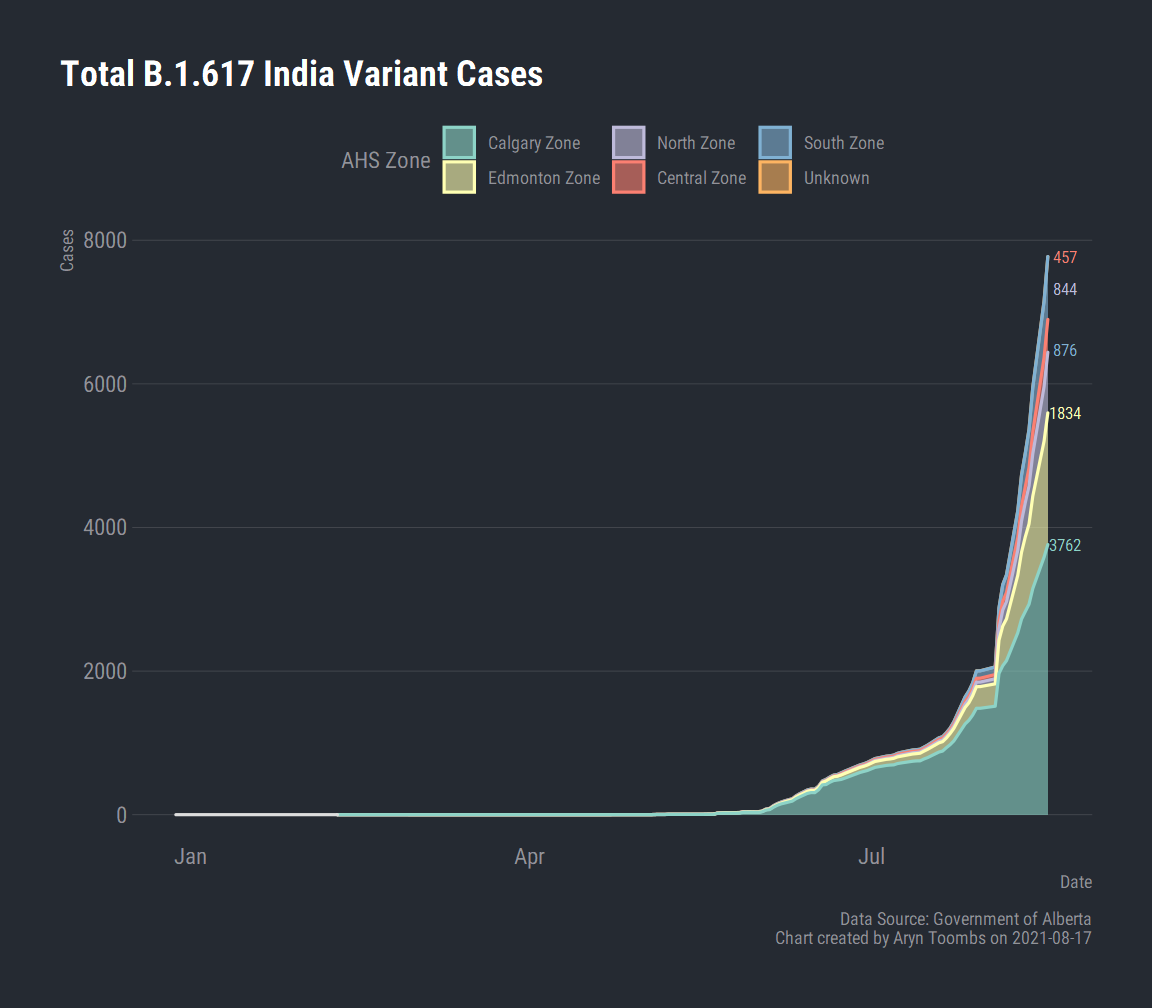 Total B.1.617 India Variant Cases
AHS Zone
Calgary Zone
North Zone
South Zone
Edmonton Zone
Central Zone
Unknown
Cases
8000
6000
4000
2000
0
457
844
876
1834
3762
Jan
Apr
Jul
Date
Data Source: Government of Alberta
Chart created by Aryn Toombs on 2021-08-17